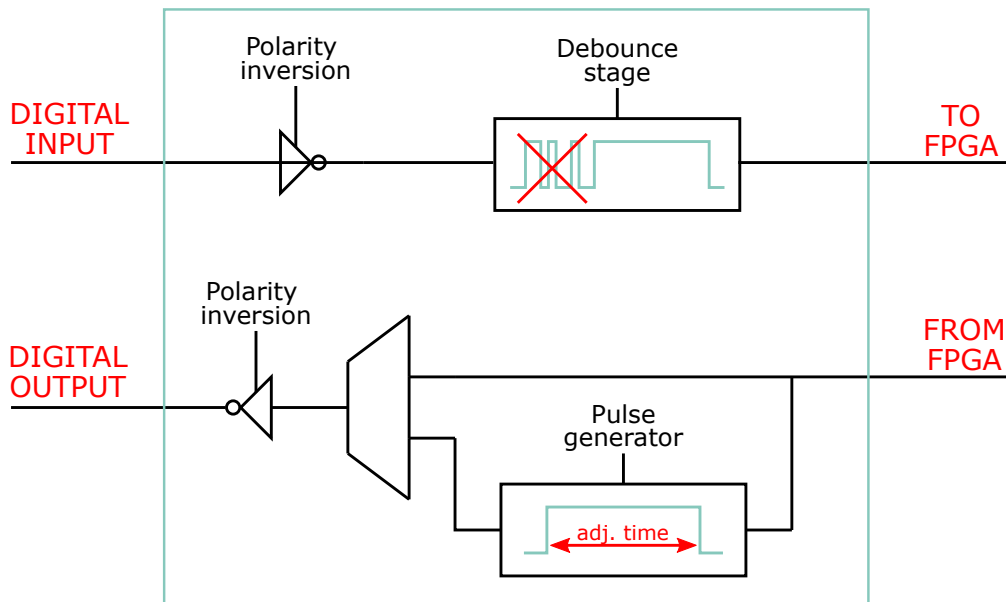 Polarity
inversion
Debounce
stage
DIGITAL
INPUT
TO
FPGA
Polarity
inversion
DIGITAL
OUTPUT
FROM
FPGA
Pulse
generator
adj. time